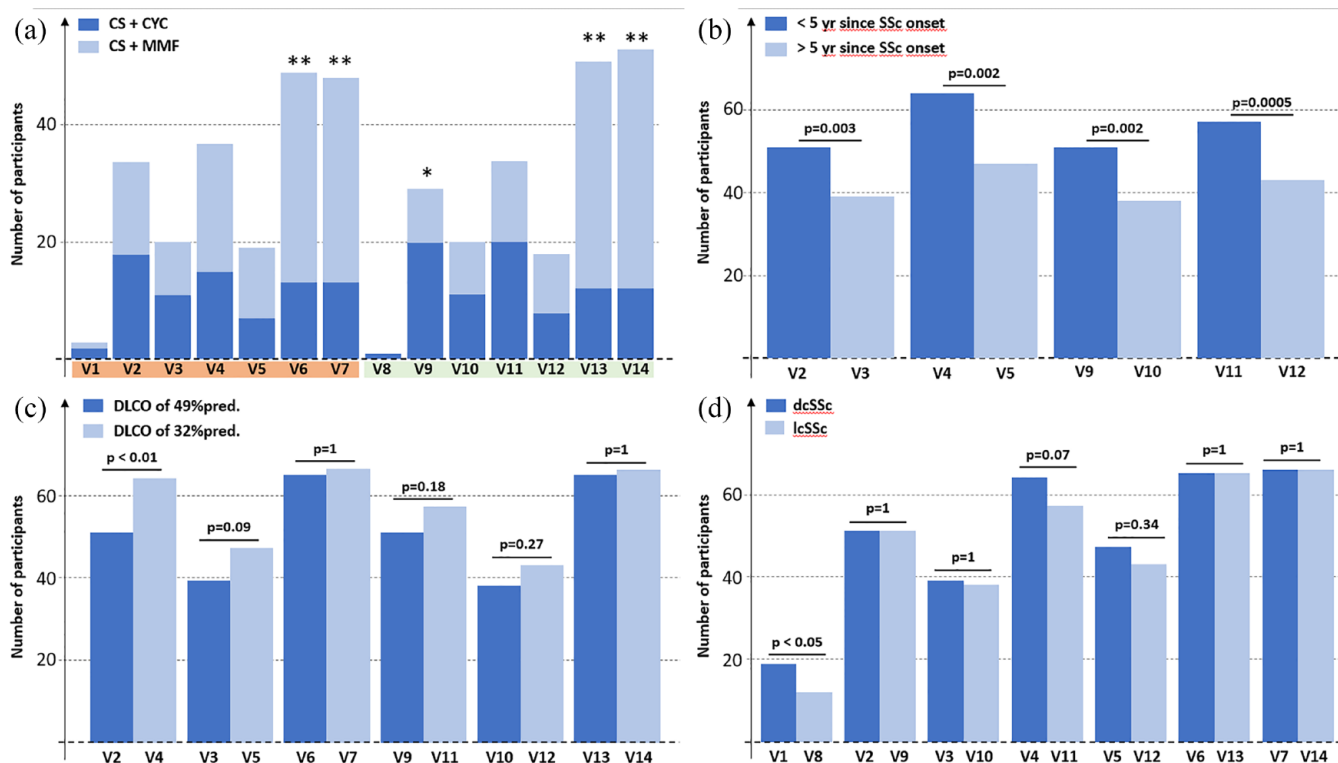 (a)
CS + CYC
CS + MMF
Number of participants
40
20
** ** * ** **
V1 V2 V3 V4 V5 V6 V7 V8 V9 V10 V11 V12 V13 V14
(b)
< 5 yr since SSc onset
> 5 yr since SSc onset
Number of participants
60
40
20
p=0.003 p=0.002 p=0.002 p=0.0005
V2 V3 V4 V5 V9 V10 V11 V12
(c)
DLCO of 49%pred.
DLCO of 32%pred.
Number of participants
60
40
20
p < 0.01 p=0.09 p=1 p=0.18 p=0.27 p=1
V2 V4 V3 V5 V6 V7 V9 V11 V10 V12 V13 V14
(d)
dcSSc
lcSSc
Number of participants
60
40
20
p < 0.05 p=1 p=1 p=0.07 p=0.34 p=1 p=1
V1 V8 V2 V9 V3 V10 V4 V11 V5 V12 V6 V13 V7 V14